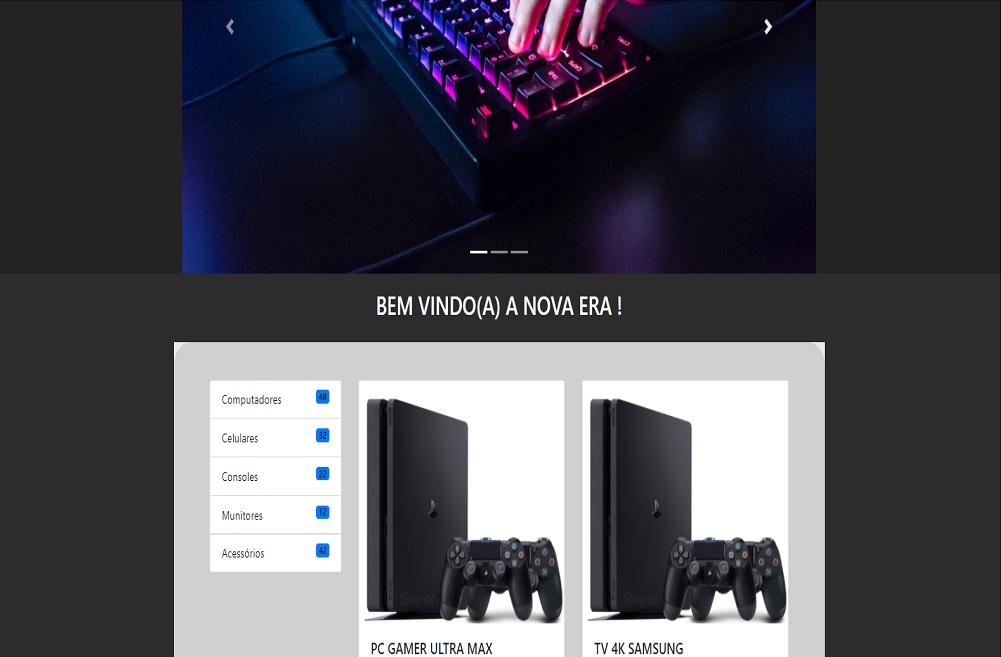 BEM VINDO(A) A NOVA ERA !
Computadores 48
Celulares 32
Consoles 22
Munitores 12
Acessórios 42
PC GAMER ULTRA MAX
TV 4K SAMSUNG